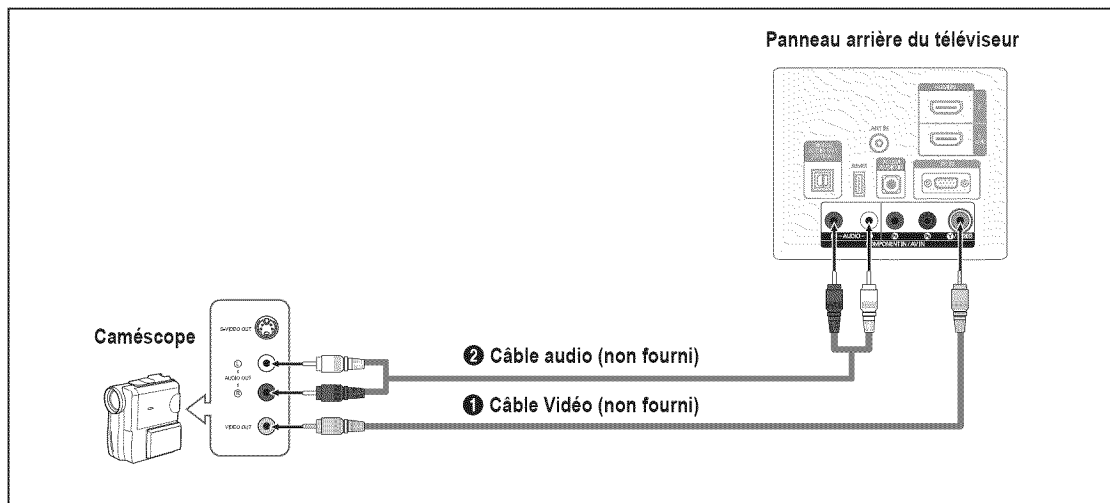 Panneau arrière du téléviseur
ANT IN
AUDIO
COMPONENT IN / AV IN
Caméscope
S-VIDEO OUT
L
AUDIO OUT
R
VIDEO OUT
❷ Câble audio (non fourni)
❶ Câble Vidéo (non fourni)